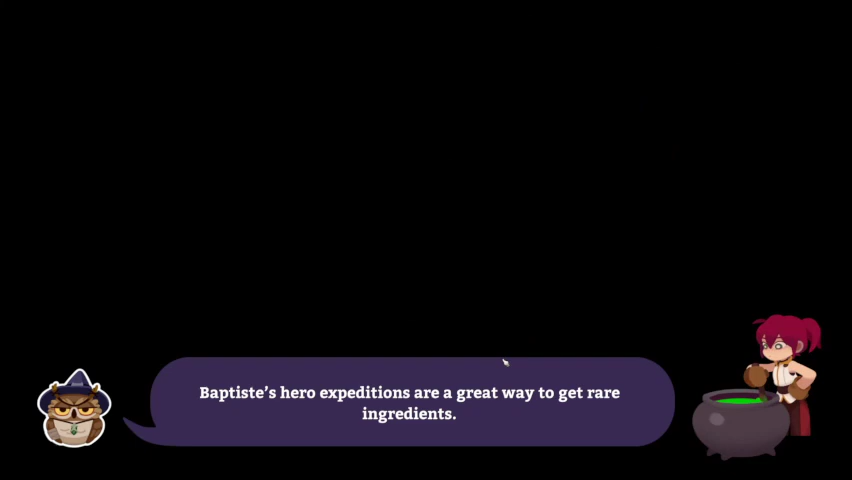 Baptiste's hero expeditions are a great way to get rare
ingredients.